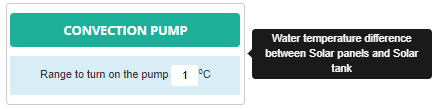 CONVECTION PUMP
Range to turn on the pump 1 ºC
Water temperature difference
between Solar panels and Solar
tank